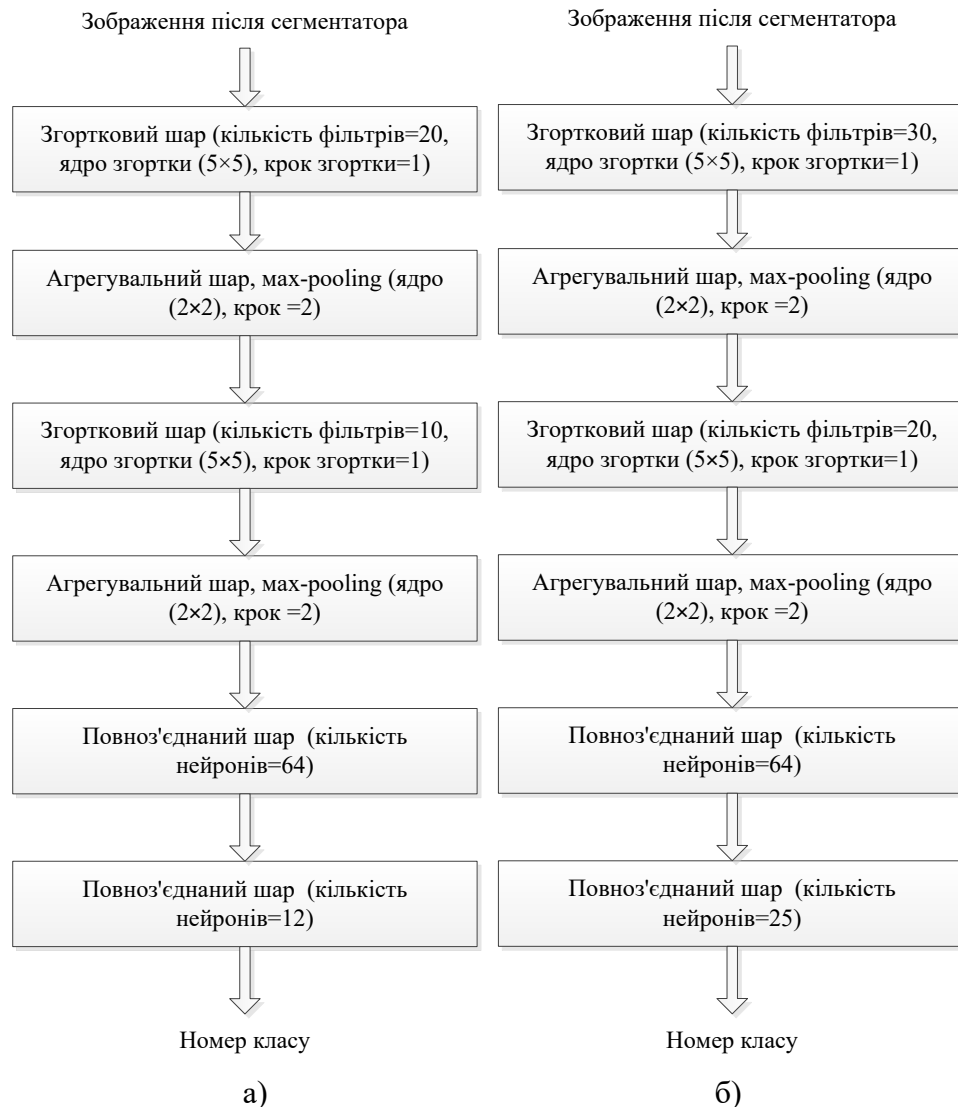 Зображення після сегментатора
Згортковий шар (кількість фільтрів=20,
ядро згортки (5×5), крок згортки=1)
Агрегувальний шар, max-pooling (ядро
(2×2), крок =2)
Згортковий шар (кількість фільтрів=10,
ядро згортки (5×5), крок згортки=1)
Агрегувальний шар, max-pooling (ядро
(2×2), крок =2)
Повноз'єднаний шар (кількість
нейронів=64)
Повноз'єднаний шар (кількість
нейронів=12)
Номер класу
а)
Зображення після сегментатора
Згортковий шар (кількість фільтрів=30,
ядро згортки (5×5), крок згортки=1)
Агрегувальний шар, max-pooling (ядро
(2×2), крок =2)
Згортковий шар (кількість фільтрів=20,
ядро згортки (5×5), крок згортки=1)
Агрегувальний шар, max-pooling (ядро
(2×2), крок =2)
Повноз'єднаний шар (кількість
нейронів=64)
Повноз'єднаний шар (кількість
нейронів=25)
Номер класу
б)